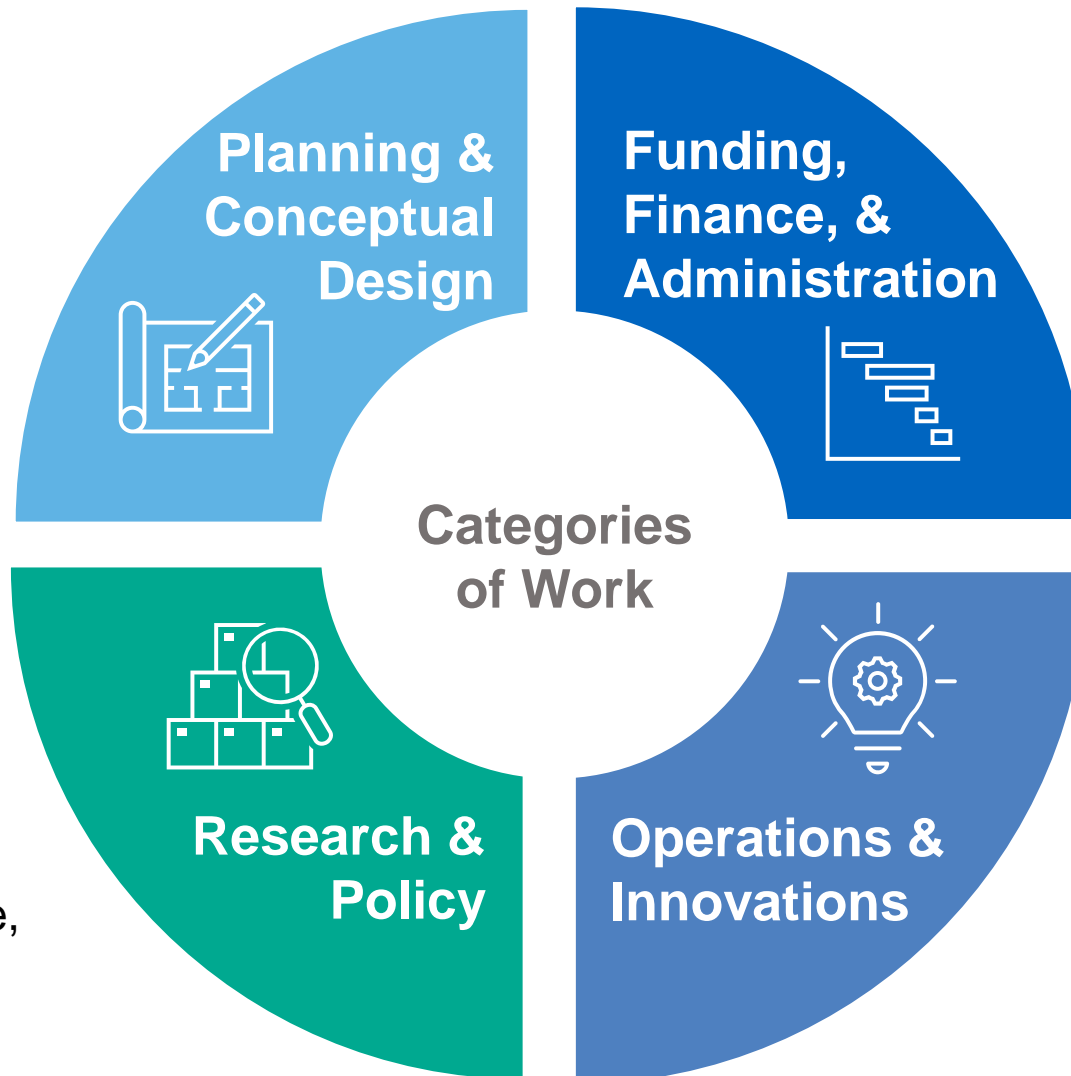 Planning &
Conceptual
Design
Funding,
Finance, &
Administration
Categories
of Work
Research &
Policy
e,
Operations &
Innovations